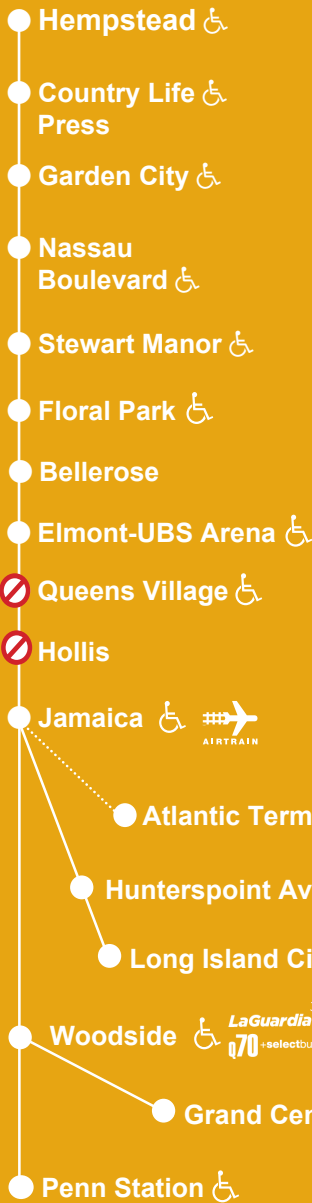 Hempstead
Country Life
Press
Garden City
Nassau
Boulevard
Stewart Manor
Floral Park
Bellerose
Elmont-UBS Arena
Queens Village
Hollis
Jamaica
AIRTRAIN
Atlantic Term
Hunterspoint Av
Long Island Ci
Woodside
LaGuardia
Q70 +selectbu
Grand Cen
Penn Station